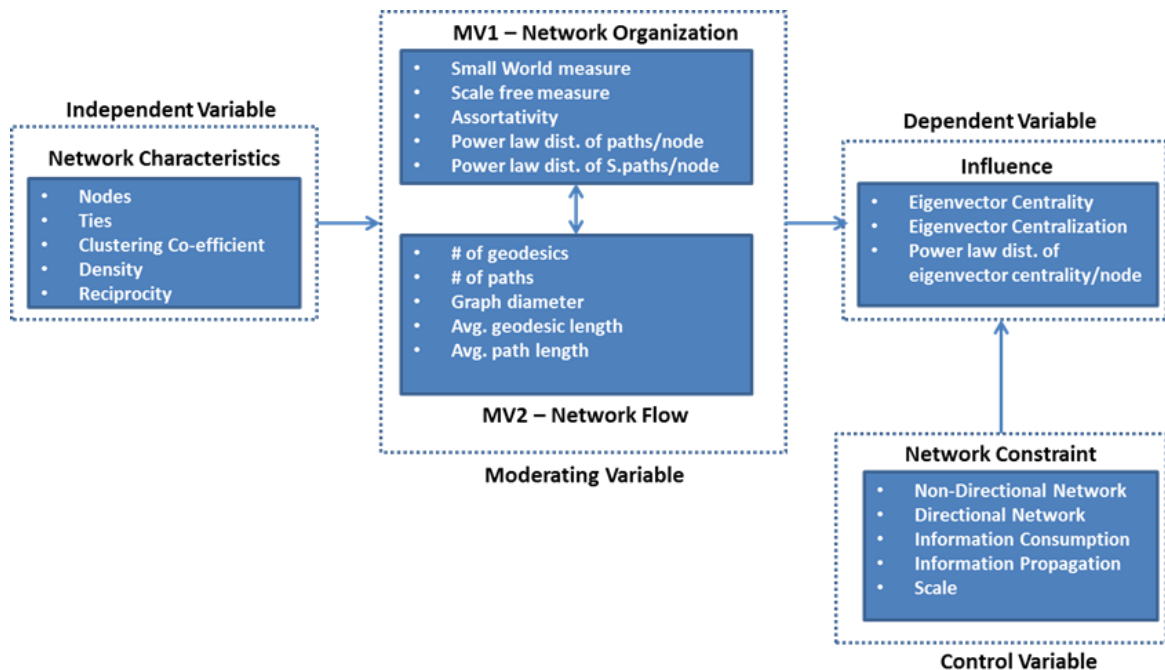 Independent Variable
Network Characteristics
• Nodes
• Ties
• Clustering Co-efficient
• Density
• Reciprocity
MV1 – Network Organization
• Small World measure
• Scale free measure
• Assortativity
• Power law dist. of paths/node
• Power law dist. of S.paths/node
• # of geodesics
• # of paths
• Graph diameter
• Avg. geodesic length
• Avg. path length
MV2 – Network Flow
Moderating Variable
Dependent Variable
Influence
• Eigenvector Centrality
• Eigenvector Centralization
• Power law dist. of
eigenvector centrality/node
Network Constraint
• Non-Directional Network
• Directional Network
• Information Consumption
• Information Propagation
• Scale
Control Variable